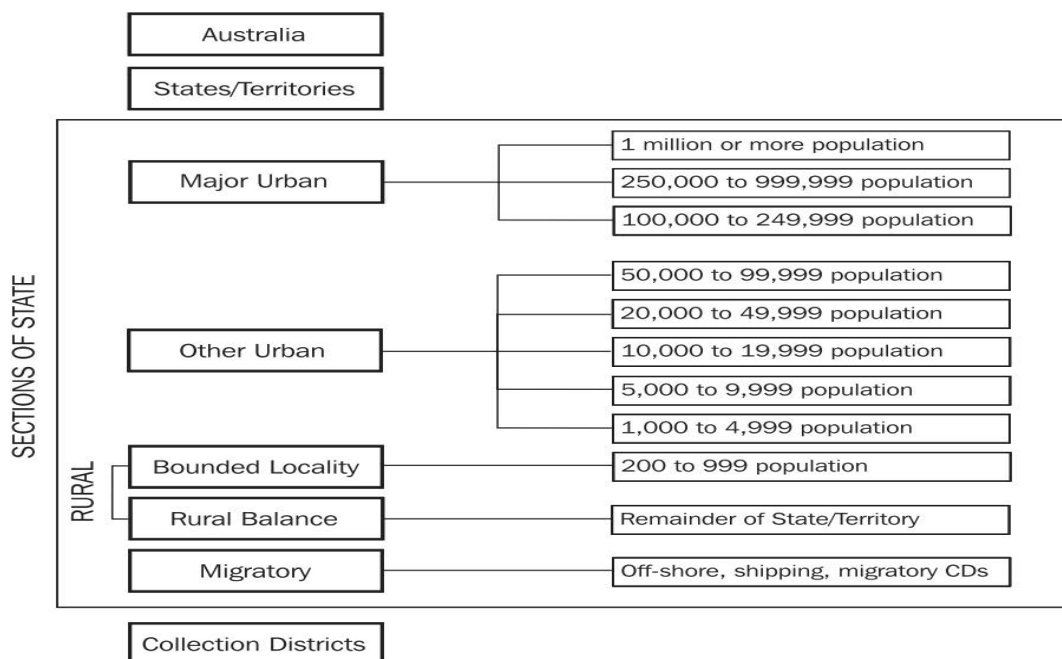 Australia
States/Territories
SECTIONS OF STATE
Major Urban
1 million or more population
250,000 to 999,999 population
100,000 to 249,999 population
Other Urban
50,000 to 99,999 population
20,000 to 49,999 population
10,000 to 19,999 population
5,000 to 9,999 population
1,000 to 4,999 population
RURAL
Bounded Locality
200 to 999 population
Rural Balance
Remainder of State/Territory
Migratory
Off-shore, shipping, migratory CDs
Collection Districts